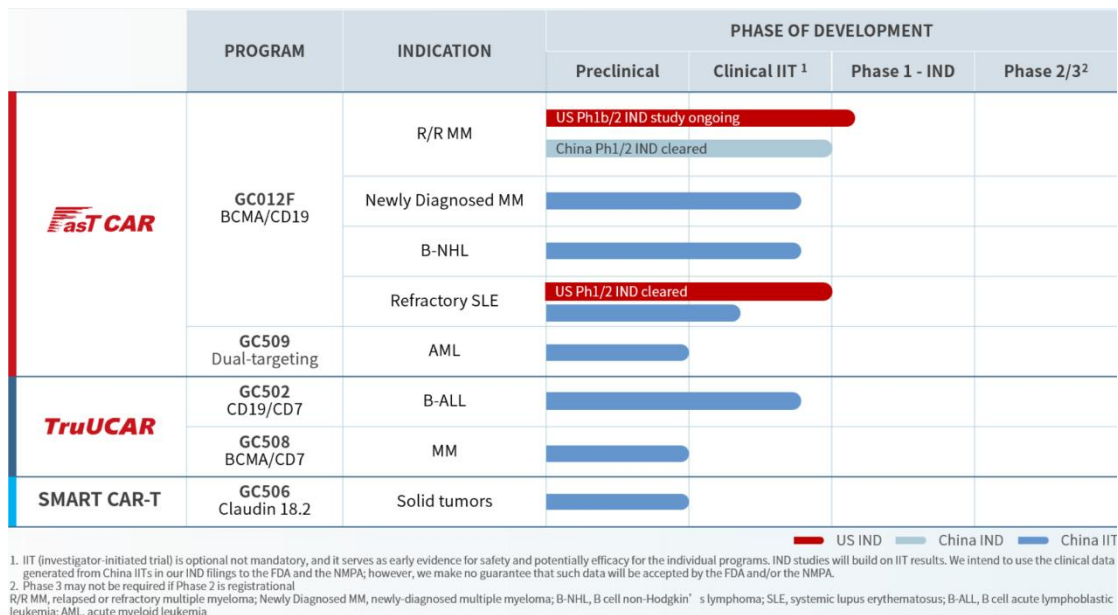 PROGRAM
INDICATION
PHASE OF DEVELOPMENT
Preclinical
Clinical IIT 1
Phase 1 - IND
Phase 2/3 2
FasT CAR
GC012F
BCMA/CD19
R/R MM
US Ph1b/2 IND study ongoing
China Ph1/2 IND cleared
Newly Diagnosed MM
B-NHL
Refractory SLE
US Ph1/2 IND cleared
GC509
Dual-targeting
AML
TruUCAR
GC502
CD19/CD7
B-ALL
GC508
BCMA/CD7
MM
SMART CAR-T
GC506
Claudin 18.2
Solid tumors
US IND
China IND
China IIT
1. IIT (investigator-initiated trial) is optional not mandatory, and it serves as early evidence for safety and potentially efficacy for the individual programs. IND studies will build on IIT results. We intend to use the clinical data
generated from China IITs in our IND filings to the FDA and the NMPA; however, we make no guarantee that such data will be accepted by the FDA and/or the NMPA.
2. Phase 3 may not be required if Phase 2 is registrational
R/R MM, relapsed or refractory multiple myeloma; Newly Diagnosed MM, newly-diagnosed multiple myeloma; B-NHL, B cell non-Hodgkin's lymphoma; SLE, systemic lupus erythematosus; B-ALL, B cell acute lymphoblastic
leukemia; AML, acute myeloid leukemia